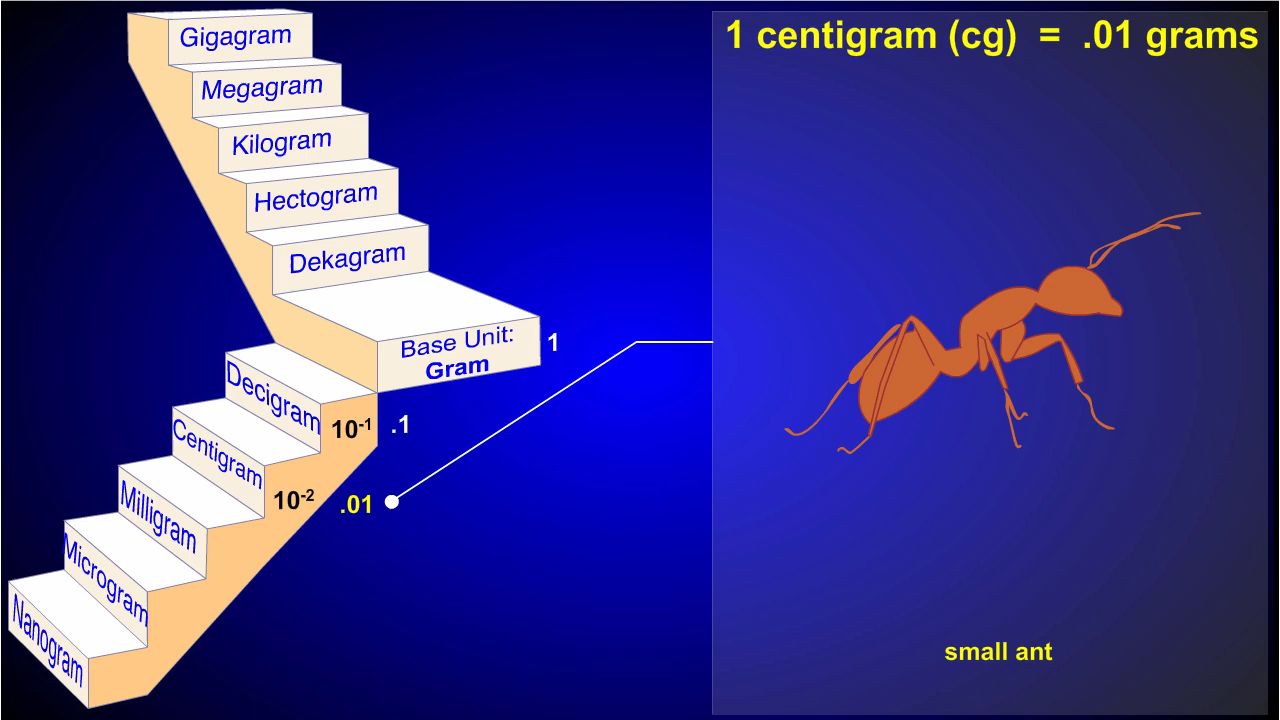 Gigagram
Megagram
Kilogram
Hectogram
Dekagram
Base Unit:
Gram
1
Decigram
10-1
.1
Centigram
10-2
.01
Milligram
Microgram
Nanogram
1 centigram (cg) = .01 grams
small ant